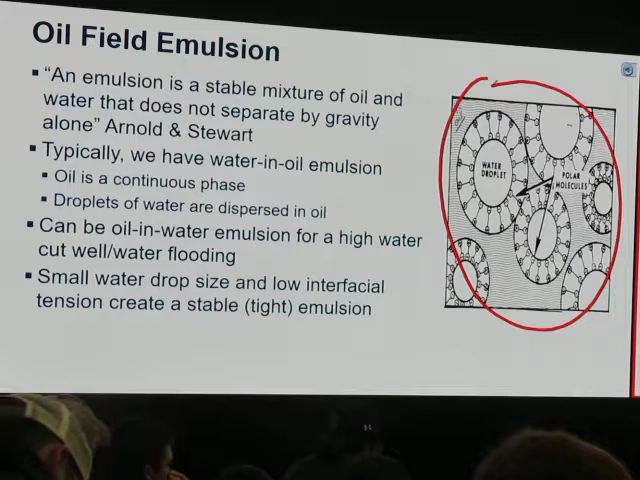 Oil Field Emulsion
▪ “An emulsion is a stable mixture of oil and
water that does not separate by gravity
alone” Arnold & Stewart
▪ Typically, we have water-in-oil emulsion
▪ Oil is a continuous phase
▪ Droplets of water are dispersed in oil
▪ Can be oil-in-water emulsion for a high water
cut well/water flooding
▪ Small water drop size and low interfacial
tension create a stable (tight) emulsion
WATER
DROPLET
POLAR
MOLECULES